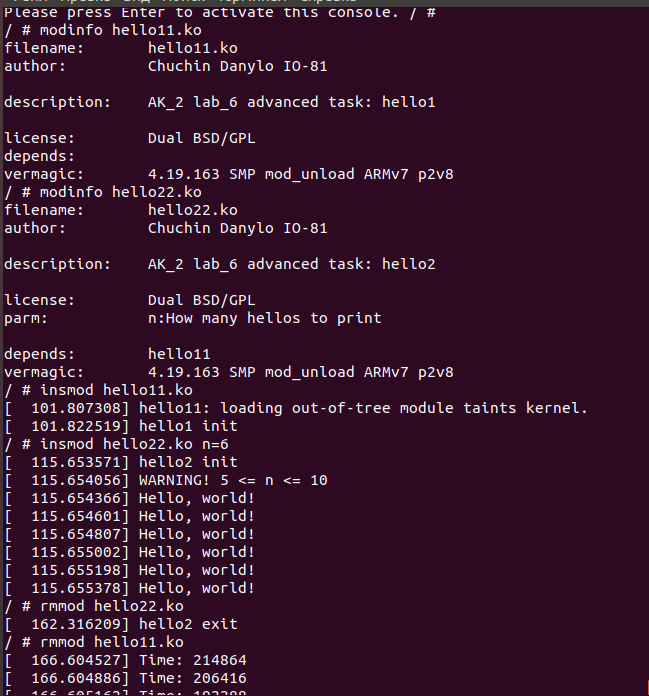 Please press Enter to activate this console. / #
/ # modinfo hello11.ko
filename: hello11.ko
author: Chuchin Danylo IO-81
description: AK_2 lab_6 advanced task: hello1
license: Dual BSD/GPL
depends:
vermagic: 4.19.163 SMP mod_unload ARMv7 p2v8
/ # modinfo hello22.ko
filename: hello22.ko
author: Chuchin Danylo IO-81
description: AK_2 lab_6 advanced task: hello2
license: Dual BSD/GPL
parm: n:How many hellos to print
depends: hello11
vermagic: 4.19.163 SMP mod_unload ARMv7 p2v8
/ # insmod hello11.ko
[  101.807308] hello11: loading out-of-tree module taints kernel.
[  101.822519] hello1 init
/ # insmod hello22.ko n=6
[  115.653571] hello2 init
[  115.654056] WARNING! 5 <= n <= 10
[  115.654366] Hello, world!
[  115.654601] Hello, world!
[  115.654807] Hello, world!
[  115.655002] Hello, world!
[  115.655198] Hello, world!
[  115.655378] Hello, world!
/ # rmmod hello22.ko
[  162.316209] hello2 exit
/ # rmmod hello11.ko
[  166.604527] Time: 214864
[  166.604886] Time: 206416